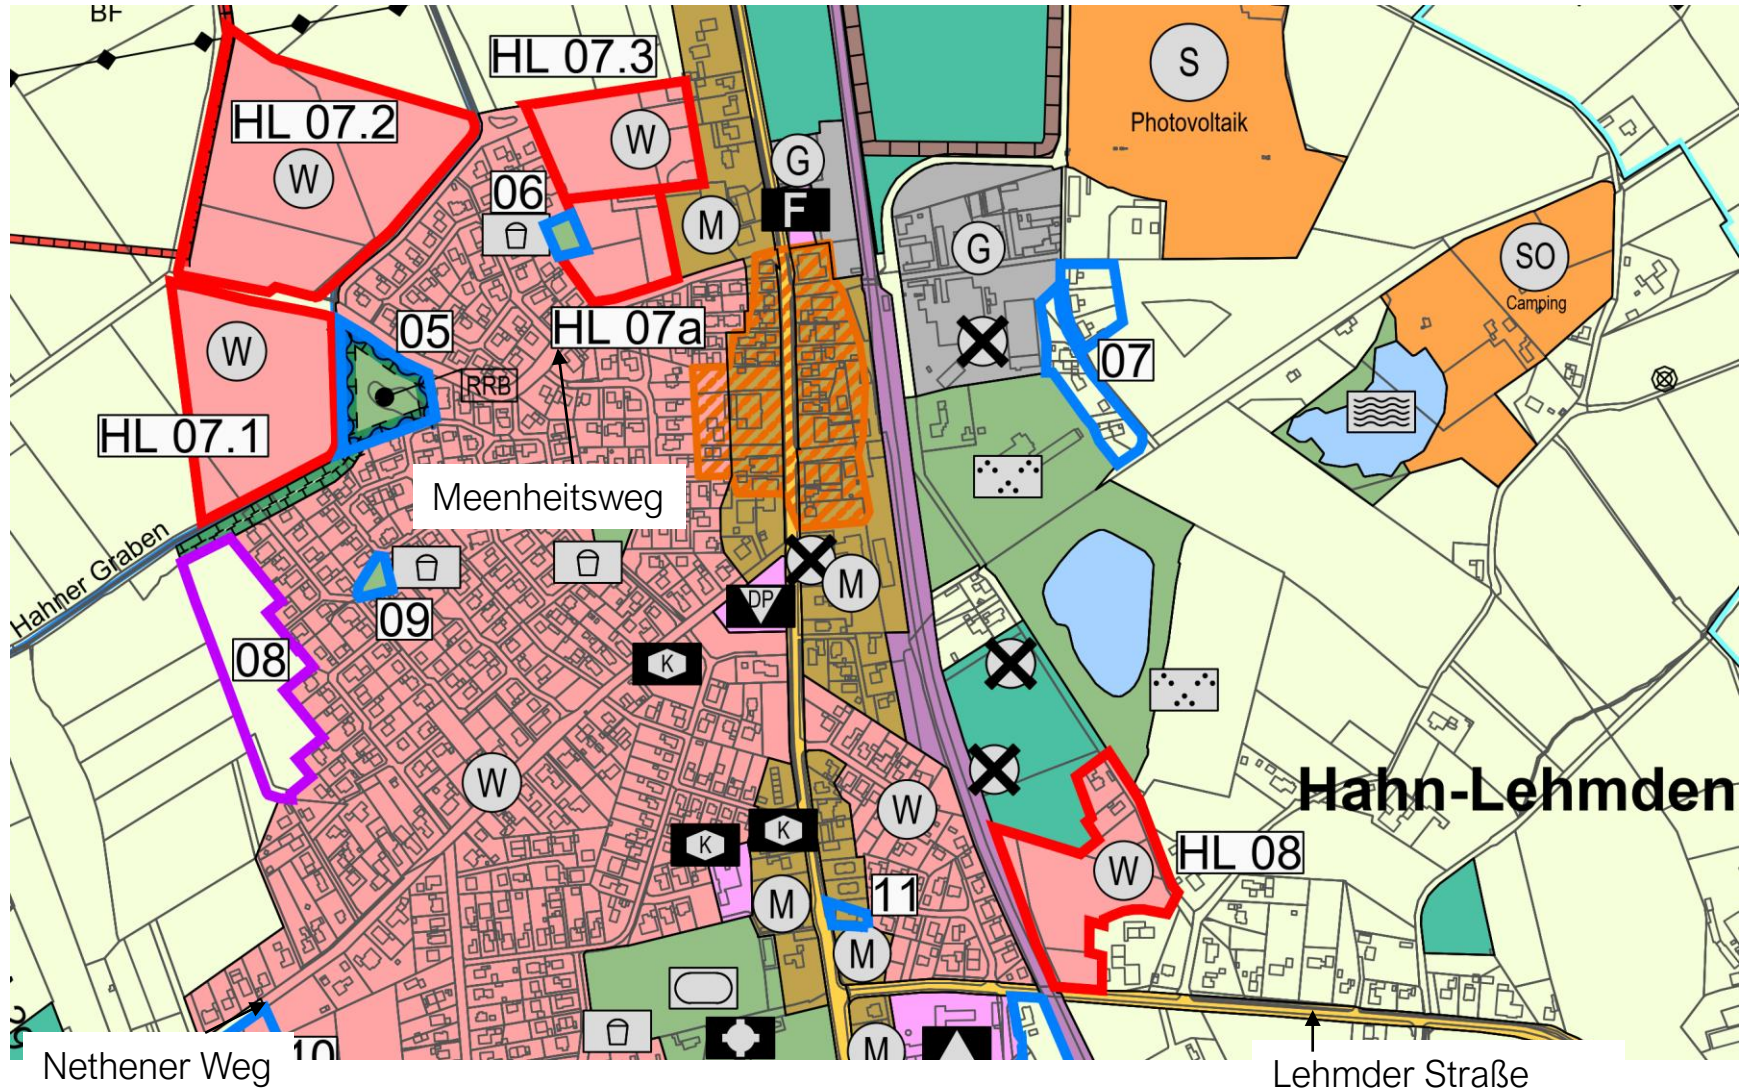 BF
HL 07.3
S
Photovoltaik
HL 07.2
W
W
G
F
06
M
G
SO
Camping
05
HL 07a
W
07
RRB
HL 07.1
Meenheitsweg
Hahner Graben
M
DP
09
08
K
W
Hahn-Lehmden
W
K
K
HL 08
W
11
M
M
M
10
Nethener Weg
Lehmder Straße